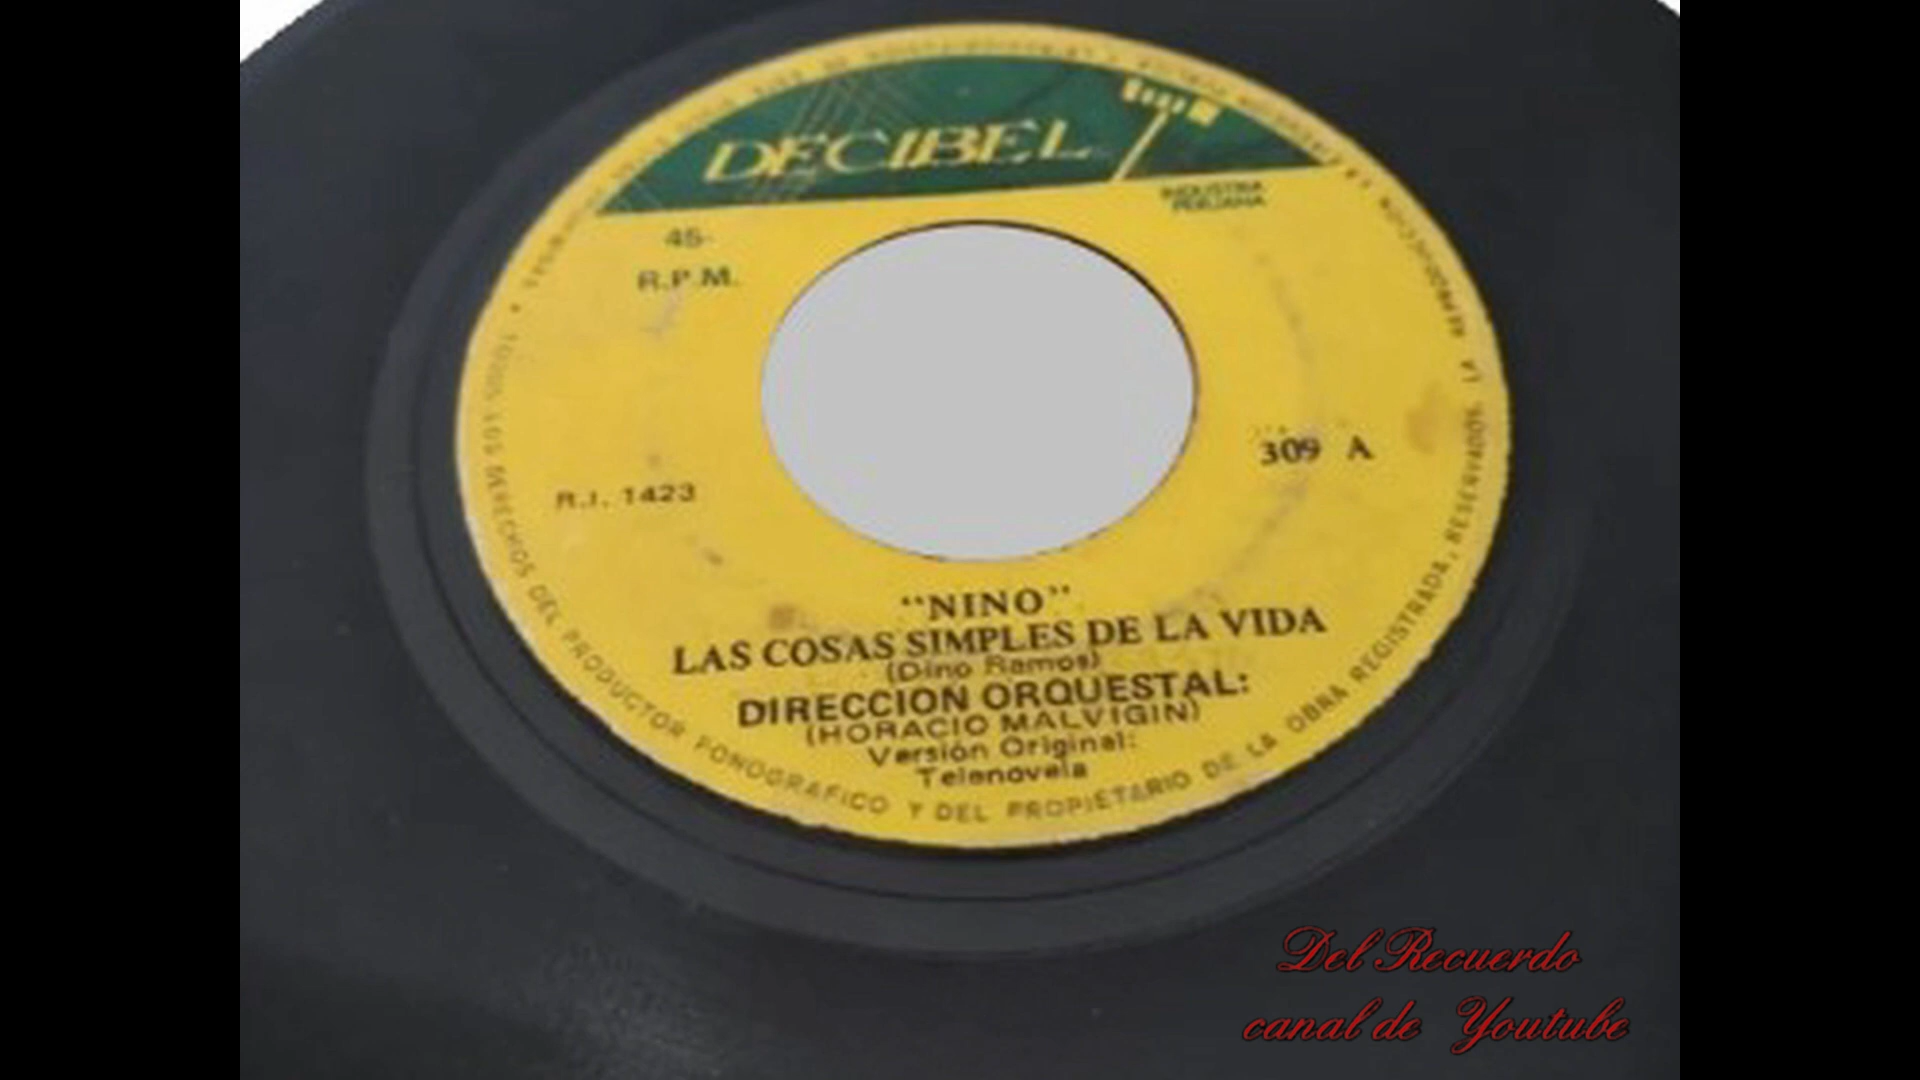 DECIBEL
INDUSTRIA
PERUANA
45-
R.P.M.
309 A
R.I. 1423
"NINO"
LAS COSAS SIMPLES DE LA VIDA
(Dino Ramos)
DIRECCION ORQUESTAL:
(HORACIO MALVIGIN)
Versión Original:
Telenovela
TODOS LOS DERECHOS DEL PRODUCTOR FONOGRAFICO Y DEL PROPIETARIO DE LA OBRA REGISTRADA, RESERVADOS. LA REPRODUCCION
Del Recuerdo
canal de Youtube